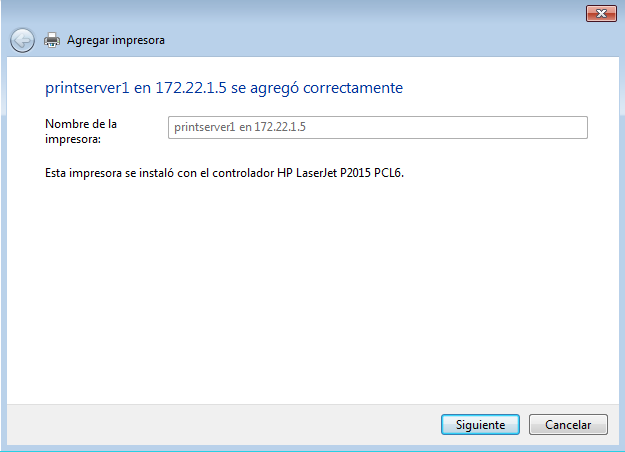 Agregar impresora
printserver1 en 172.22.1.5 se agregó correctamente
Nombre de la
impresora:
printserver1 en 172.22.1.5
Esta impresora se instaló con el controlador HP LaserJet P2015 PCL6.
Siguiente
Cancelar